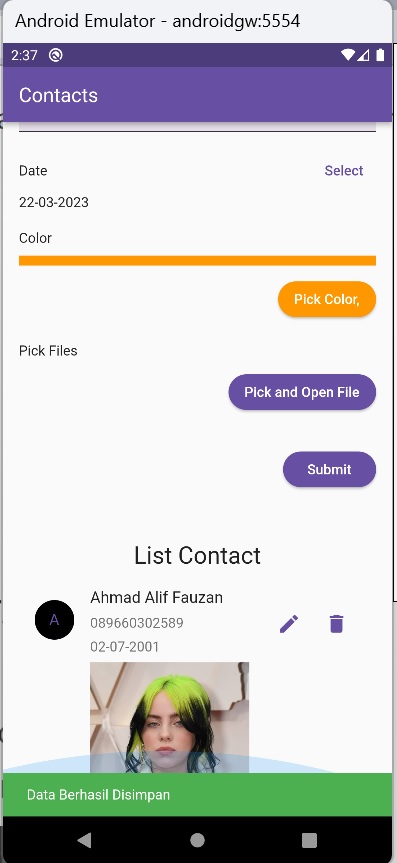 Android Emulator - androidgw:5554
2:37
Contacts
Date
Select
22-03-2023
Color
Pick Color,
Pick Files
Pick and Open File
Submit
List Contact
A
Ahmad Alif Fauzan
089660302589
02-07-2001
Data Berhasil Disimpan